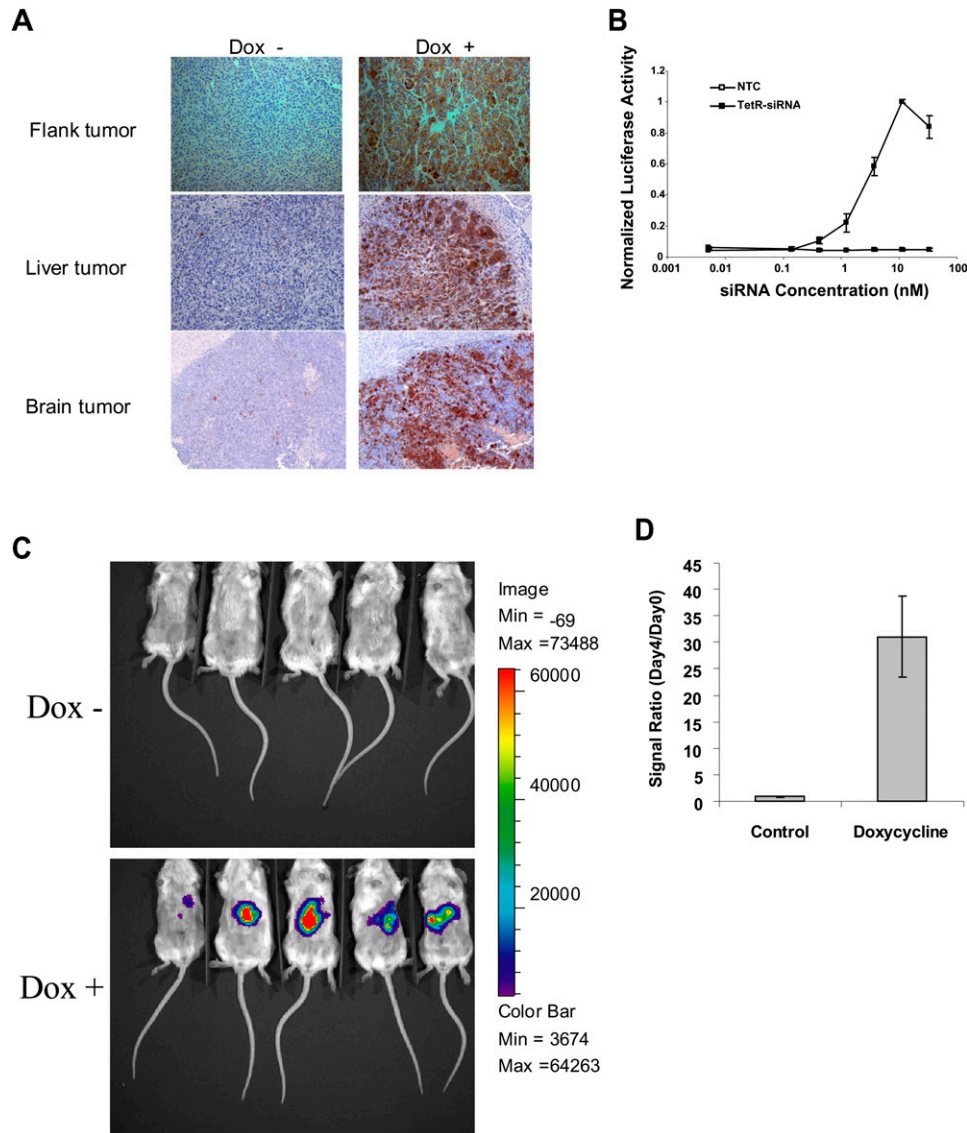 A
Dox -
Dox +
Flank tumor
Liver tumor
Brain tumor
B
Normalized Luciferase Activity
1.2
1
0.8
0.6
0.4
0.2
0
NTC
TetR-siRNA
0.001
0.01
0.1
1
10
100
siRNA Concentration (nM)
C
Dox -
Dox +
Image
Min = -69
Max =73488
60000
40000
20000
Color Bar
Min = 3674
Max =64263
D
Signal Ratio (Day4/Day0)
45
40
35
30
25
20
15
10
5
0
Control
Doxycycline